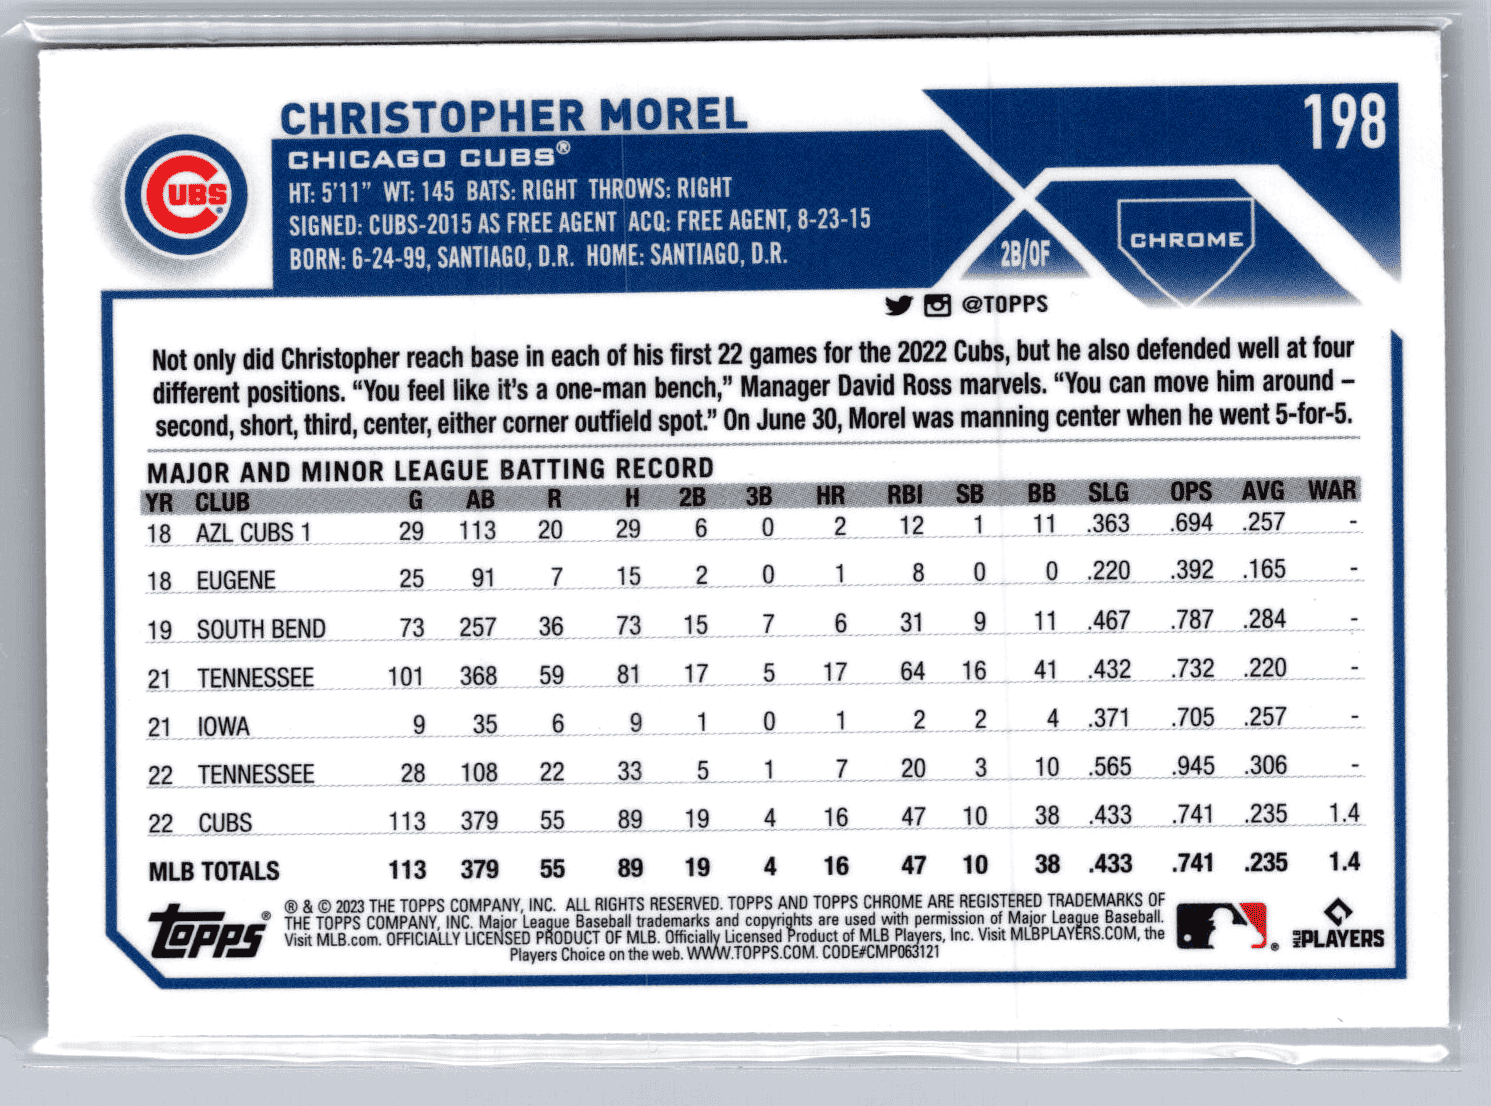 CHRISTOPHER MOREL
198
CUBS
CHICAGO CUBS®
HT: 5'11" WT: 145 BATS: RIGHT THROWS: RIGHT
SIGNED: CUBS-2015 AS FREE AGENT ACQ: FREE AGENT, 8-23-15
BORN: 6-24-99, SANTIAGO, D.R. HOME: SANTIAGO, D.R.
2B/OF
CHROME
@TOPPS
Not only did Christopher reach base in each of his first 22 games for the 2022 Cubs, but he also defended well at four
different positions. “You feel like it’s a one-man bench,” Manager David Ross marvels. “You can move him around –
second, short, third, center, either corner outfield spot.” On June 30, Morel was manning center when he went 5-for-5.
MAJOR AND MINOR LEAGUE BATTING RECORD
YR CLUB G AB R H 2B 3B HR RBI SB BB SLG OPS AVG WAR
18 AZL CUBS 1 29 113 20 29 6 0 2 12 1 11 .363 .694 .257 -
18 EUGENE 25 91 7 15 2 0 1 8 0 0 .220 .392 .165 -
19 SOUTH BEND 73 257 36 73 15 7 6 31 9 11 .467 .787 .284 -
21 TENNESSEE 101 368 59 81 17 5 17 64 16 41 .432 .732 .220 -
21 IOWA 9 35 6 9 1 0 1 2 2 4 .371 .705 .257 -
22 TENNESSEE 28 108 22 33 5 1 7 20 3 10 .565 .945 .306 -
22 CUBS 113 379 55 89 19 4 16 47 10 38 .433 .741 .235 1.4
MLB TOTALS 113 379 55 89 19 4 16 47 10 38 .433 .741 .235 1.4
Topps®
® & © 2023 THE TOPPS COMPANY, INC. ALL RIGHTS RESERVED. TOPPS AND TOPPS CHROME ARE REGISTERED TRADEMARKS OF
THE TOPPS COMPANY, INC. Major League Baseball trademarks and copyrights are used with permission of Major League Baseball.
Visit MLB.com. OFFICIALLY LICENSED PRODUCT OF MLB. Officially Licensed Product of MLB Players, Inc. Visit MLBPLAYERS.COM, the
Players Choice on the web. WWW.TOPPS.COM. CODE#CMP063121
MLB PLAYERS